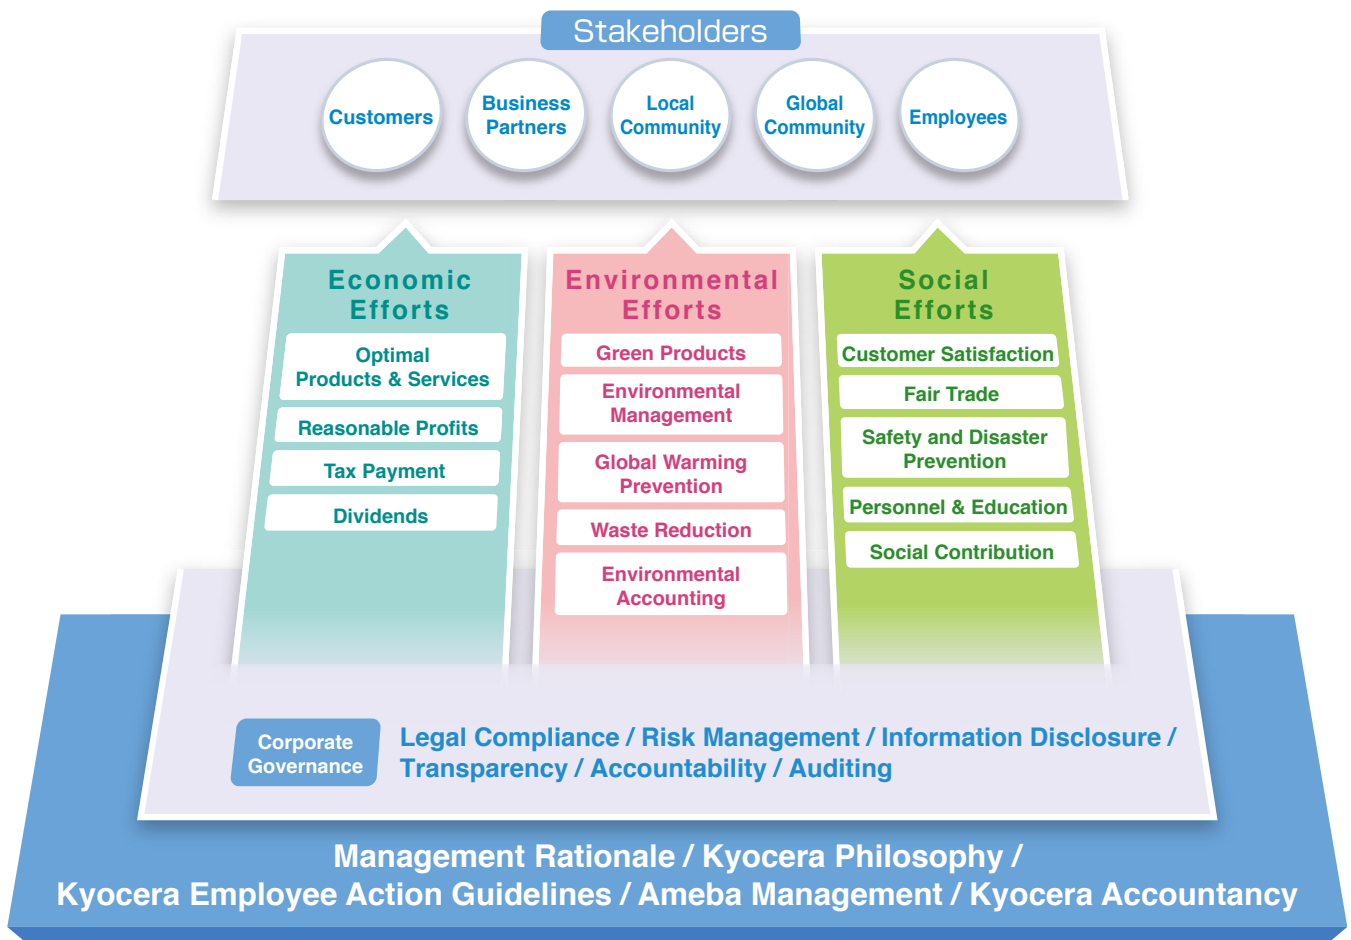 Stakeholders
Customers
Business
Partners
Local
Community
Global
Community
Employees
Economic
Efforts
Optimal
Products & Services
Reasonable Profits
Tax Payment
Dividends
Environmental
Efforts
Green Products
Environmental
Management
Global Warming
Prevention
Waste Reduction
Environmental
Accounting
Social
Efforts
Customer Satisfaction
Fair Trade
Safety and Disaster
Prevention
Personnel & Education
Social Contribution
Corporate
Governance
Legal Compliance / Risk Management / Information Disclosure /
Transparency / Accountability / Auditing
Management Rationale / Kyocera Philosophy /
Kyocera Employee Action Guidelines / Ameba Management / Kyocera Accountancy